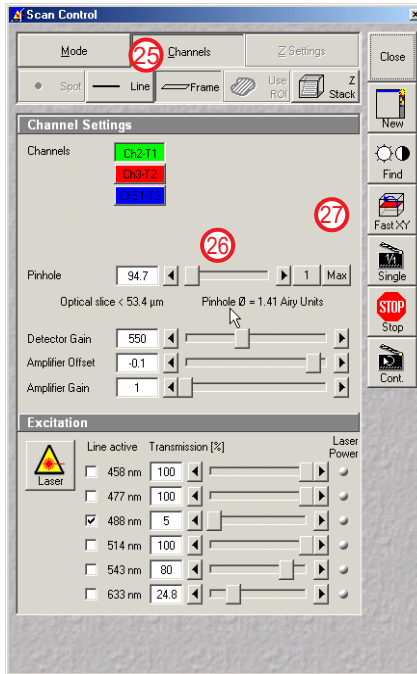 Scan Control
Mode 25 Channels Z Settings Close
Spot Line Frame Use ROI Z Stack
New
Channel Settings
Channels Ch2-T1
Ch3-T2
ChS1-T3
Find
27
Fast XY
26
Pinhole 94.7 1 Max
1/1
Single
Optical slice < 53.4 µm Pinhole Ø = 1.41 Airy Units
STOP
Stop
Detector Gain 550
Amplifier Offset -0.1
Amplifier Gain 1
Cont.
Excitation
Laser
Line active Transmission [%] Laser Power
458 nm 100
477 nm 100
488 nm 5
514 nm 100
543 nm 80
633 nm 24.8